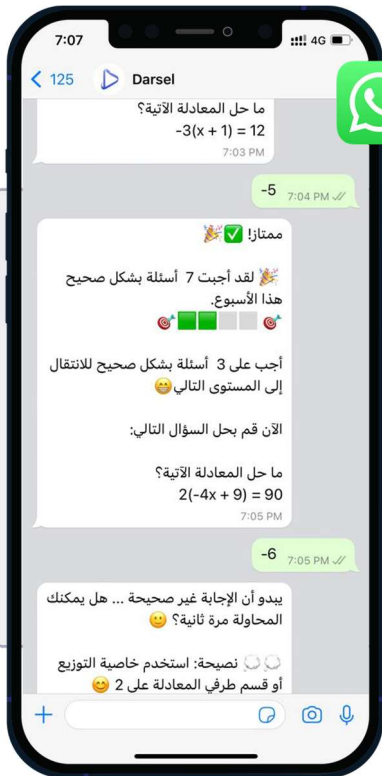 7:07
4G
125
Darsel
ما حل المعادلة الآتية؟
-3(x + 1) = 12
7:03 PM
-5
7:04 PM
ممتاز! ✅🎉
🎉 لقد أجبت 7 أسئلة بشكل صحيح
هذا الأسبوع.
🎯🟩🟩⬜⬜🎯
أجب على 3 أسئلة بشكل صحيح للانتقال
إلى المستوى التالي😁
الآن قم بحل السؤال التالي:
ما حل المعادلة الآتية؟
2(-4x + 9) = 90
7:05 PM
-6
7:05 PM
يبدو أن الإجابة غير صحيحة ... هل يمكنك
المحاولة مرة ثانية؟ 🙂
💭💭 نصيحة: استخدم خاصية التوزيع
أو قسم طرفي المعادلة على 2 😊